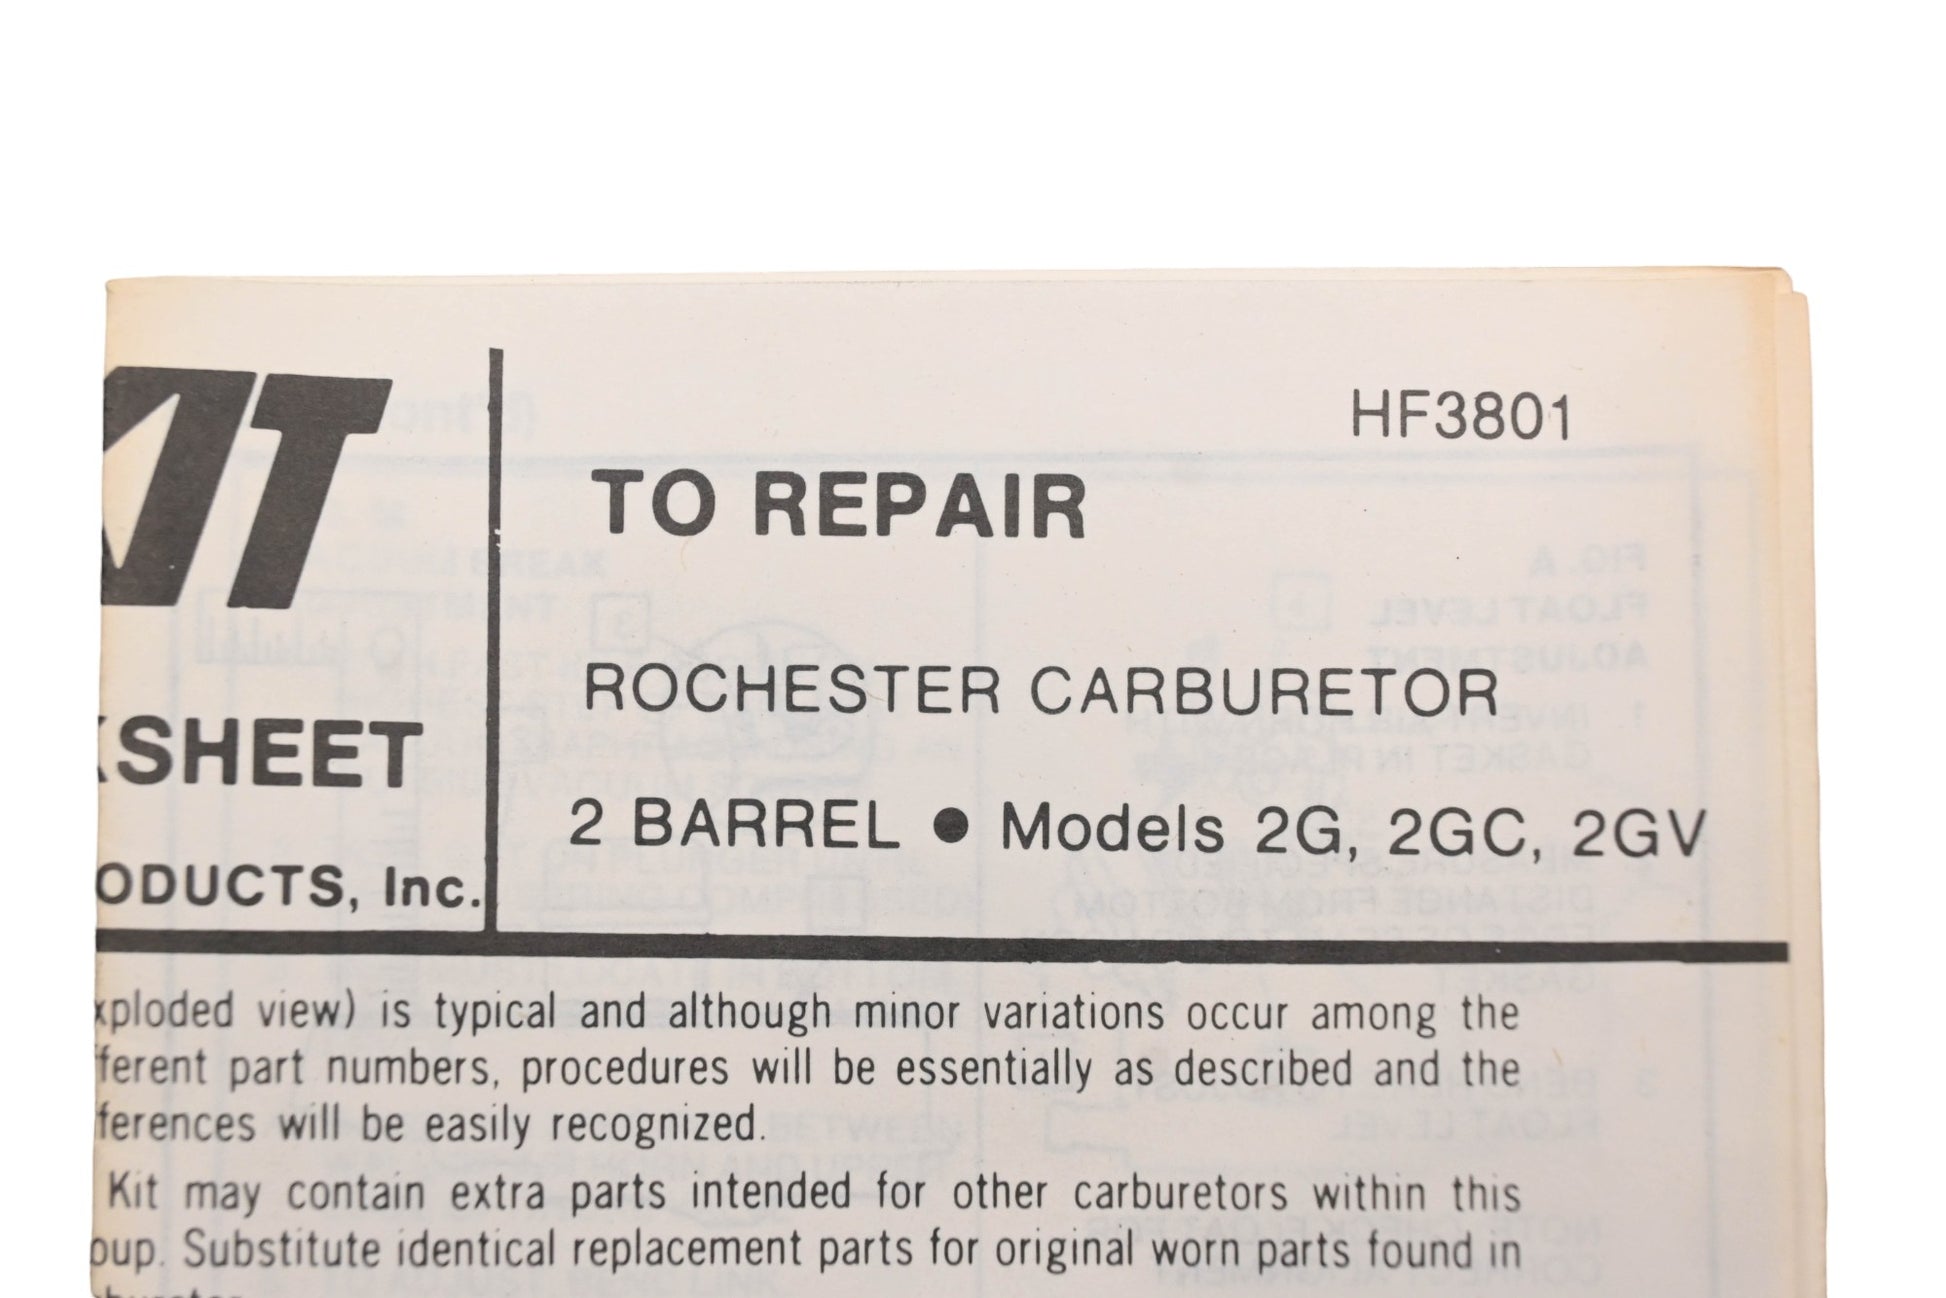 HF3801
TO REPAIR
ROCHESTER CARBURETOR
SHEET
2 BARREL ● Models 2G, 2GC, 2GV
ODUCTS, Inc.
xploded view) is typical and although minor variations occur among the
fferent part numbers, procedures will be essentially as described and the
fferences will be easily recognized.
Kit may contain extra parts intended for other carburetors within this
oup. Substitute identical replacement parts for original worn parts found in